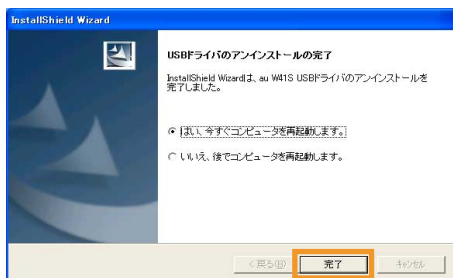 InstallShield Wizard
USBドライバのアンインストールの完了
InstallShield Wizardは、au W41S USBドライバのアンインストールを
完了しました。
はい、今すぐコンピュータを再起動します。
いいえ、後でコンピュータを再起動します。
< 戻る(B)
完了
キャンセル